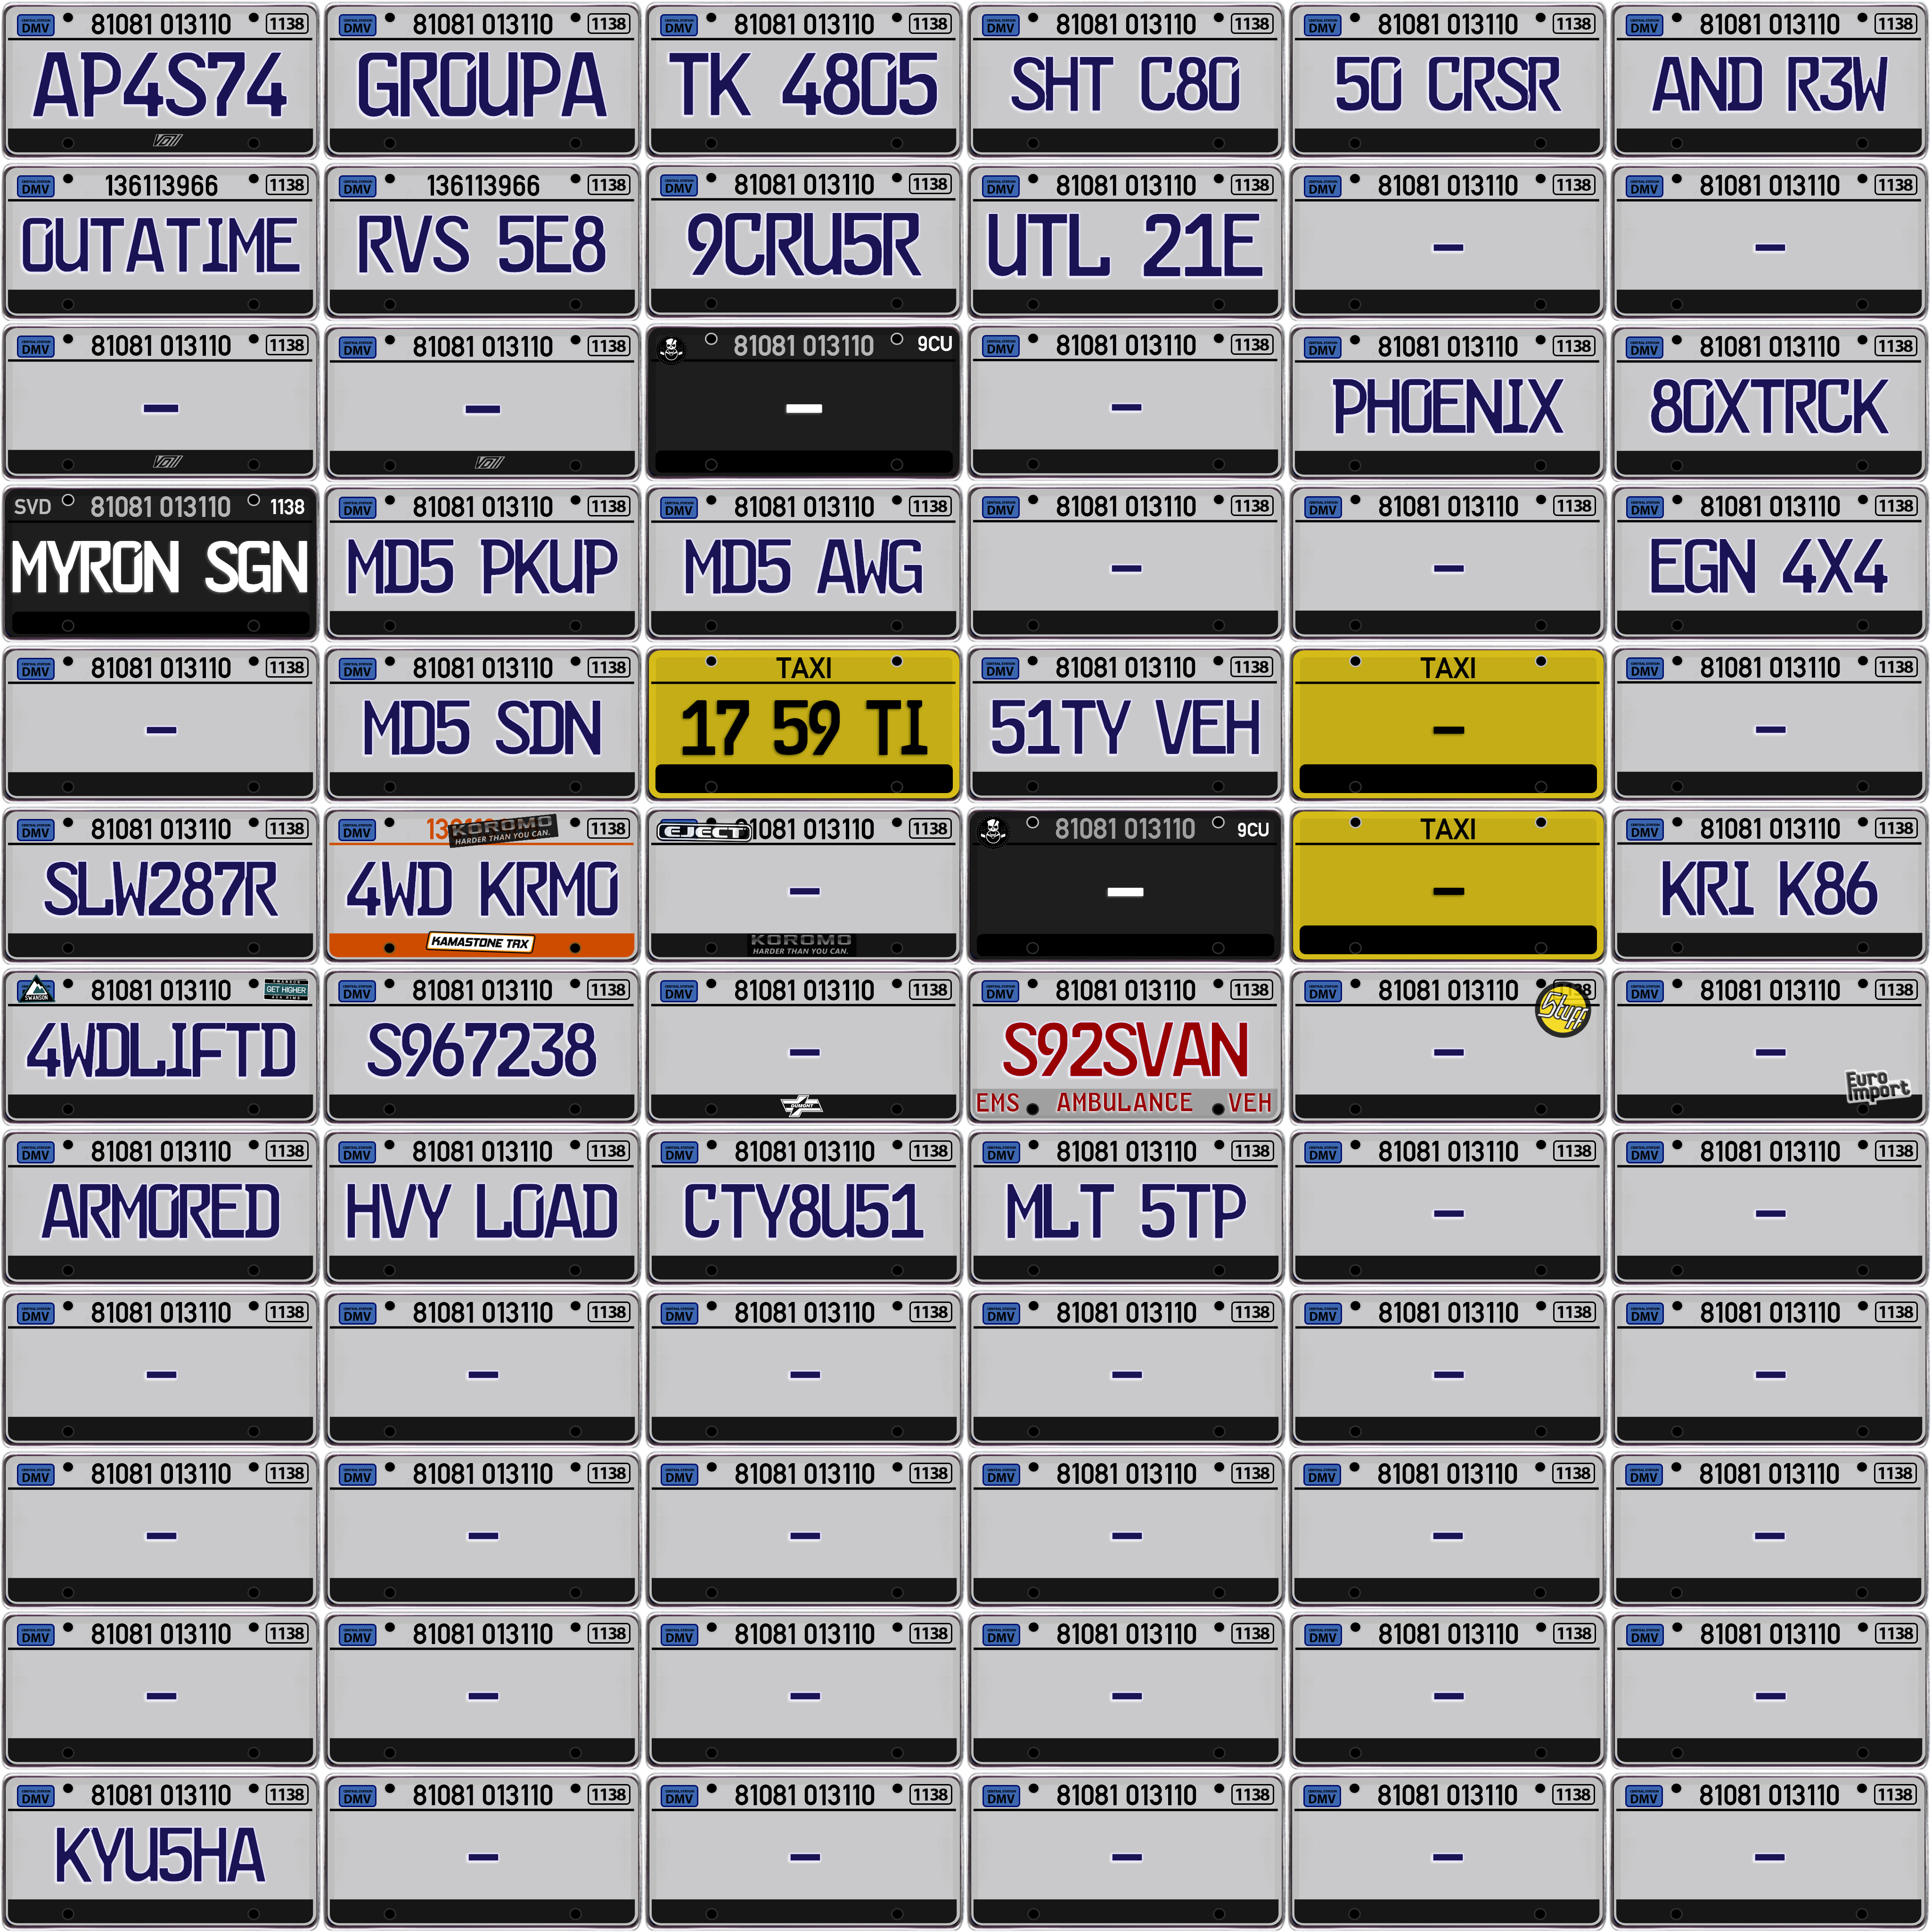 DMV 81081 013110 1138
AP4S74
DMV 81081 013110 1138
GROUPA
DMV 81081 013110 1138
TK 4805
DMV 81081 013110 1138
SHT C80
DMV 81081 013110 1138
50 CRSR
DMV 81081 013110 1138
AND R3W
DMV 136113966 1138
OUTATIME
DMV 136113966 1138
RVS 5E8
DMV 81081 013110 1138
9CRU5R
DMV 81081 013110 1138
UTL 21E
DMV 81081 013110 1138
-
DMV 81081 013110 1138
-
DMV 81081 013110 1138
-
DMV 81081 013110 1138
-
81081 013110 9CU
-
DMV 81081 013110 1138
-
DMV 81081 013110 1138
PHOENIX
DMV 81081 013110 1138
80XTRCK
SVD 81081 013110 1138
MYRON SGN
DMV 81081 013110 1138
MD5 PKUP
DMV 81081 013110 1138
MD5 AWG
DMV 81081 013110 1138
-
DMV 81081 013110 1138
-
DMV 81081 013110 1138
EGN 4X4
DMV 81081 013110 1138
-
DMV 81081 013110 1138
MD5 SDN
TAXI
17 59 TI
DMV 81081 013110 1138
51TY VEH
TAXI
-
DMV 81081 013110 1138
-
DMV 81081 013110 1138
SLW287R
DMV KOROMO 1138
HARDER THAN YOU CAN.
4WD KRMO
KAMASTONE TRX
EJECT 1081 013110 1138
-
KOROMO
HARDER THAN YOU CAN.
81081 013110 9CU
-
TAXI
-
DMV 81081 013110 1138
KRI K86
SWANSON 81081 013110 GET HIGHER
4WDLIFTD
DMV 81081 013110 1138
S967238
DMV 81081 013110 1138
-
DUMONT
DMV 81081 013110 1138
S92SVAN
EMS AMBULANCE VEH
DMV 81081 013110 38
Stuff
-
DMV 81081 013110 1138
-
Euro
Import
DMV 81081 013110 1138
ARMORED
DMV 81081 013110 1138
HVY LOAD
DMV 81081 013110 1138
CTY8U51
DMV 81081 013110 1138
MLT 5TP
DMV 81081 013110 1138
-
DMV 81081 013110 1138
-
DMV 81081 013110 1138
-
DMV 81081 013110 1138
-
DMV 81081 013110 1138
-
DMV 81081 013110 1138
-
DMV 81081 013110 1138
-
DMV 81081 013110 1138
-
DMV 81081 013110 1138
-
DMV 81081 013110 1138
-
DMV 81081 013110 1138
-
DMV 81081 013110 1138
-
DMV 81081 013110 1138
-
DMV 81081 013110 1138
-
DMV 81081 013110 1138
-
DMV 81081 013110 1138
-
DMV 81081 013110 1138
-
DMV 81081 013110 1138
-
DMV 81081 013110 1138
-
DMV 81081 013110 1138
-
DMV 81081 013110 1138
KYU5HA
DMV 81081 013110 1138
-
DMV 81081 013110 1138
-
DMV 81081 013110 1138
-
DMV 81081 013110 1138
-
DMV 81081 013110 1138
-